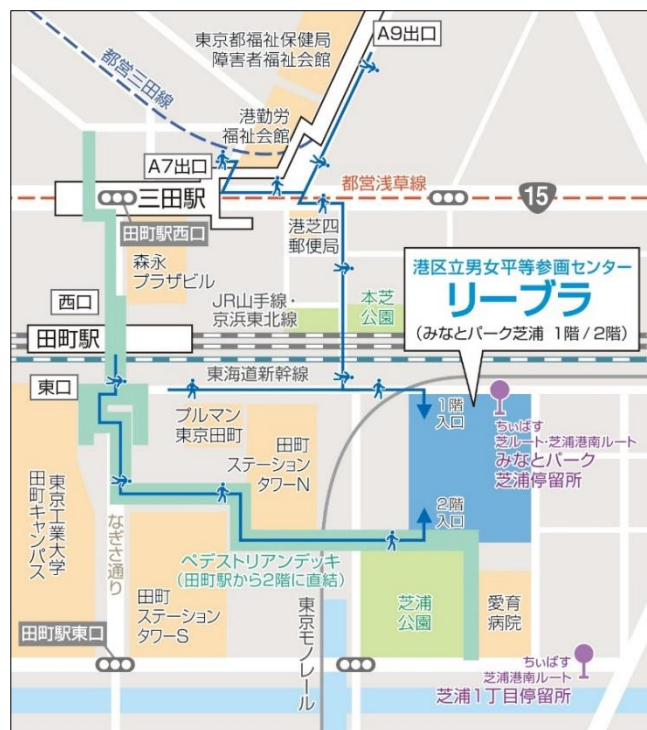 東京都福祉保健局
障害者福祉会館
A9出口
都営三田線
港勤労
福祉会館
A7出口
三田駅
都営浅草線
15
田町駅西口
港芝四
郵便局
森永
プラザビル
港区立男女平等参画センター
リーブラ
(みなとパーク芝浦 1階/2階)
西口
JR山手線・
京浜東北線
本芝
公園
田町駅
東海道新幹線
東口
1階
入口
プルマン
東京田町
田町
ステーション
タワーN
ちぃばす
芝ルート・芝浦港南ルート
みなとパーク
芝浦停留所
東京工業大学
田町キャンパス
なぎさ通り
2階
入口
ペデストリアンデッキ
(田町駅から2階に直結)
田町
ステーション
タワーS
東京モノレール
芝浦
公園
愛育
病院
田町駅東口
ちぃばす
芝浦港南ルート
芝浦1丁目停留所